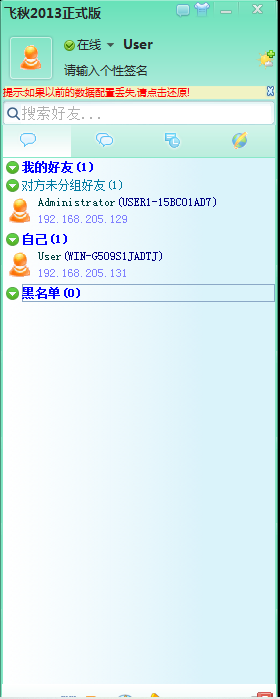 飞秋2013正式版
在线 User
请输入个性签名
提示:如果以前的数据配置丢失,请点击还原!
搜索好友...
我的好友(1)
对方未分组好友(1)
Administrator(USER1-15BC01AD7)
192.168.205.129
自己(1)
User(WIN-G509S1JADTJ)
192.168.205.131
黑名单(0)